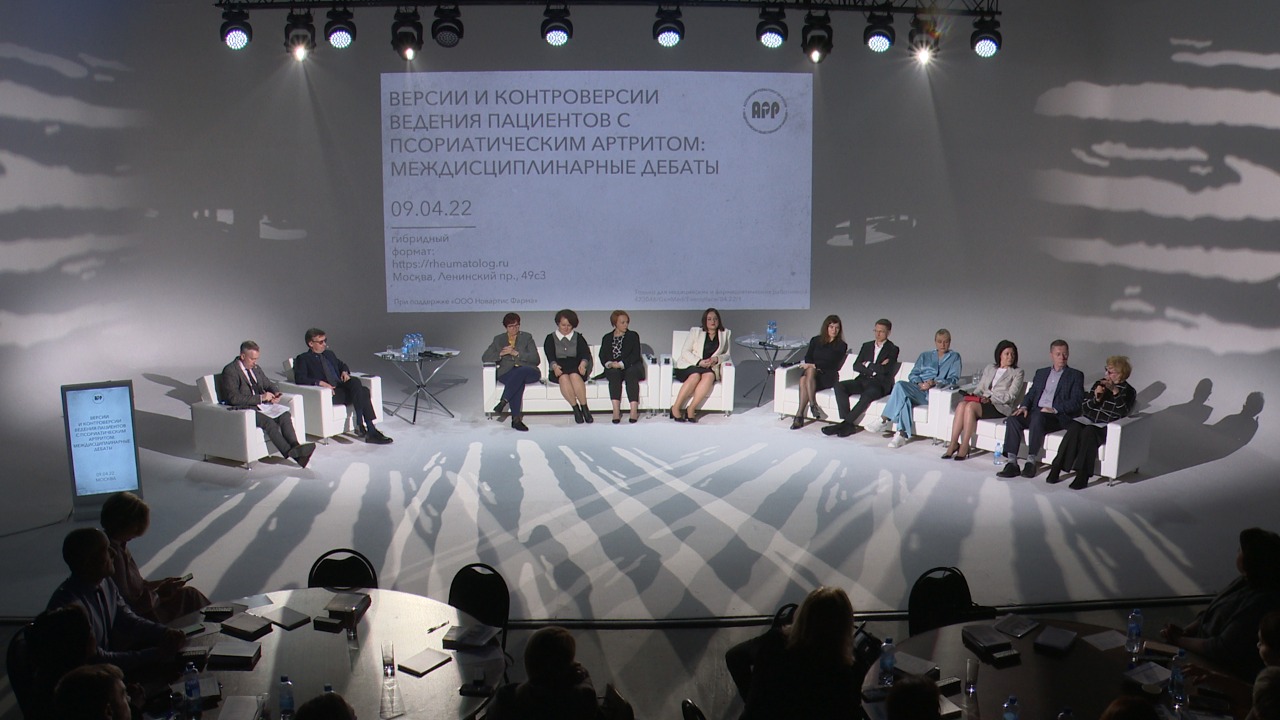 ВЕРСИИ И КОНТРОВЕРСИИ
ВЕДЕНИЯ ПАЦИЕНТОВ С
ПСОРИАТИЧЕСКИМ АРТРИТОМ:
МЕЖДИСЦИПЛИНАРНЫЕ ДЕБАТЫ
АРР
09.04.22
гибридный
формат:
https://rheumatolog.ru
Москва, Ленинский пр., 49с3
При поддержке «ООО Новартис Фарма»
ВЕРСИИ
И КОНТРОВЕРСИИ
ВЕДЕНИЯ ПАЦИЕНТОВ
С ПСОРИАТИЧЕСКИМ
АРТРИТОМ:
МЕЖДИСЦИПЛИНАРНЫЕ
ДЕБАТЫ
09.04.22
МОСКВА